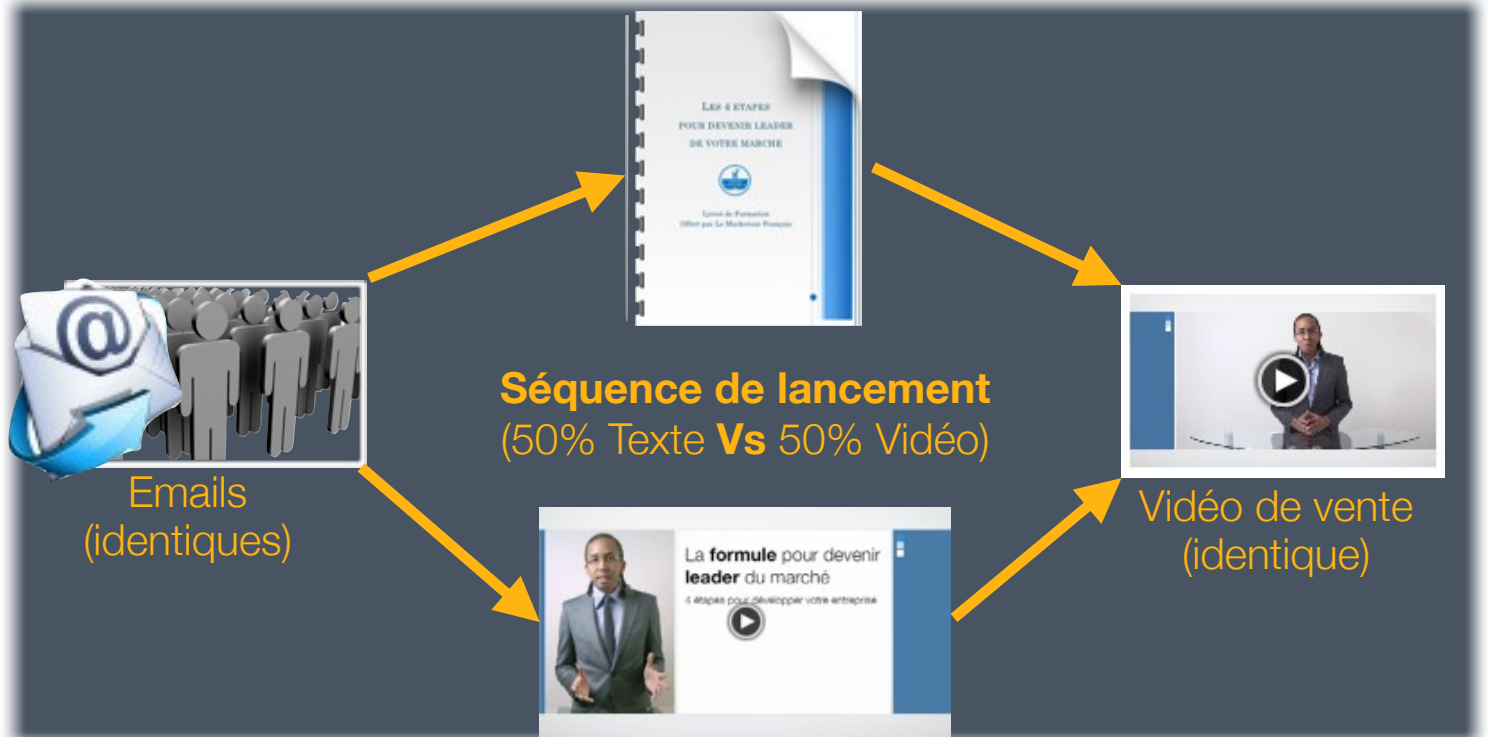 LES 4 ETAPES
POUR DEVENIR LEADER
DE VOTRE MARCHE
Livret de Formation
Offert par Le Marketeur Français
@
Séquence de lancement
(50% Texte Vs 50% Vidéo)
Emails
(identiques)
Vidéo de vente
(identique)
La formule pour devenir
leader du marché
4 étapes pour développer votre entreprise